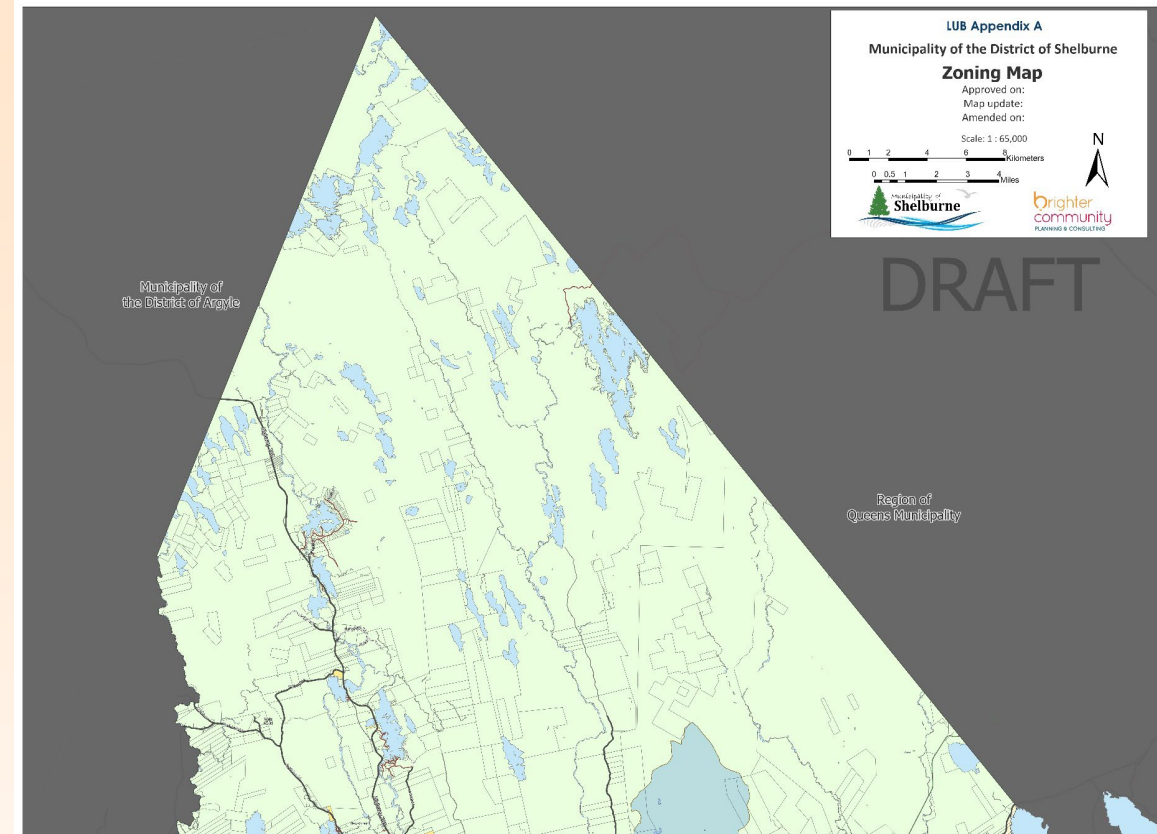 LUB Appendix A
Municipality of the District of Shelburne
Zoning Map
Approved on:
Map update:
Amended on:
Scale: 1 : 65,000
N
0 1 2 4 6 8
Kilometers
0 0.5 1 2 3 4
Miles
Municipality of
Shelburne
brighter
community
PLANNING & CONSULTING
DRAFT
Municipality of
the District of Argyle
Region of
Queens Municipality